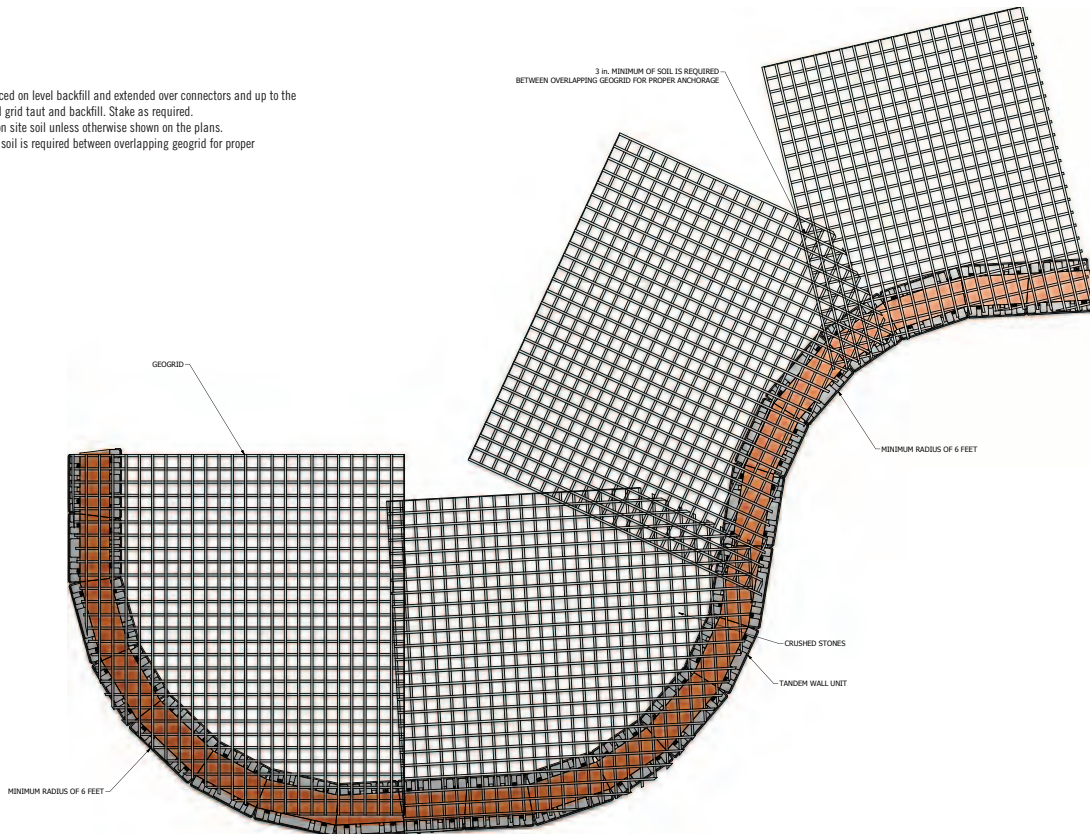 ced on level backfill and extended over connectors and up to the
l grid taut and backfill. Stake as required.
on site soil unless otherwise shown on the plans.
soil is required between overlapping geogrid for proper
3 in. MINIMUM OF SOIL IS REQUIRED
BETWEEN OVERLAPPING GEOGRID FOR PROPER ANCHORAGE
GEOGRID
MINIMUM RADIUS OF 6 FEET
CRUSHED STONES
TANDEM WALL UNIT
MINIMUM RADIUS OF 6 FEET